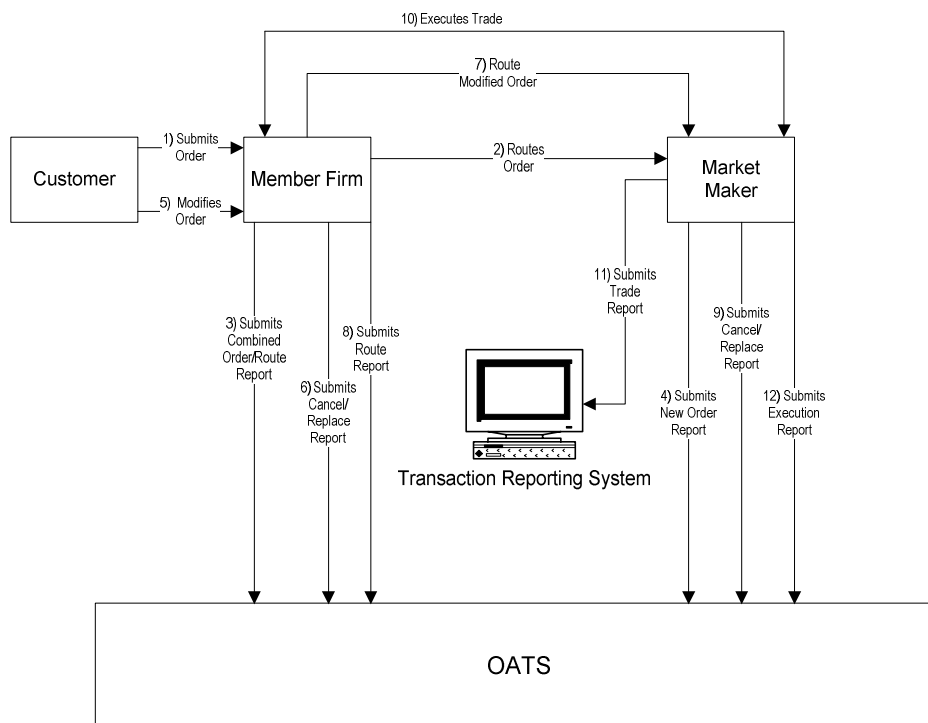 10) Executes Trade
7) Route
Modified Order
1) Submits
Order
2) Routes
Order
Customer
Member Firm
Market
Maker
5) Modifies
Order
11) Submits
Trade
Report
3) Submits
Combined
Order/Route
Report
8) Submits
Route
Report
9) Submits
Cancel/
Replace
Report
6) Submits
Cancel/
Replace
Report
4) Submits
New Order
Report
12) Submits
Execution
Report
Transaction Reporting System
OATS